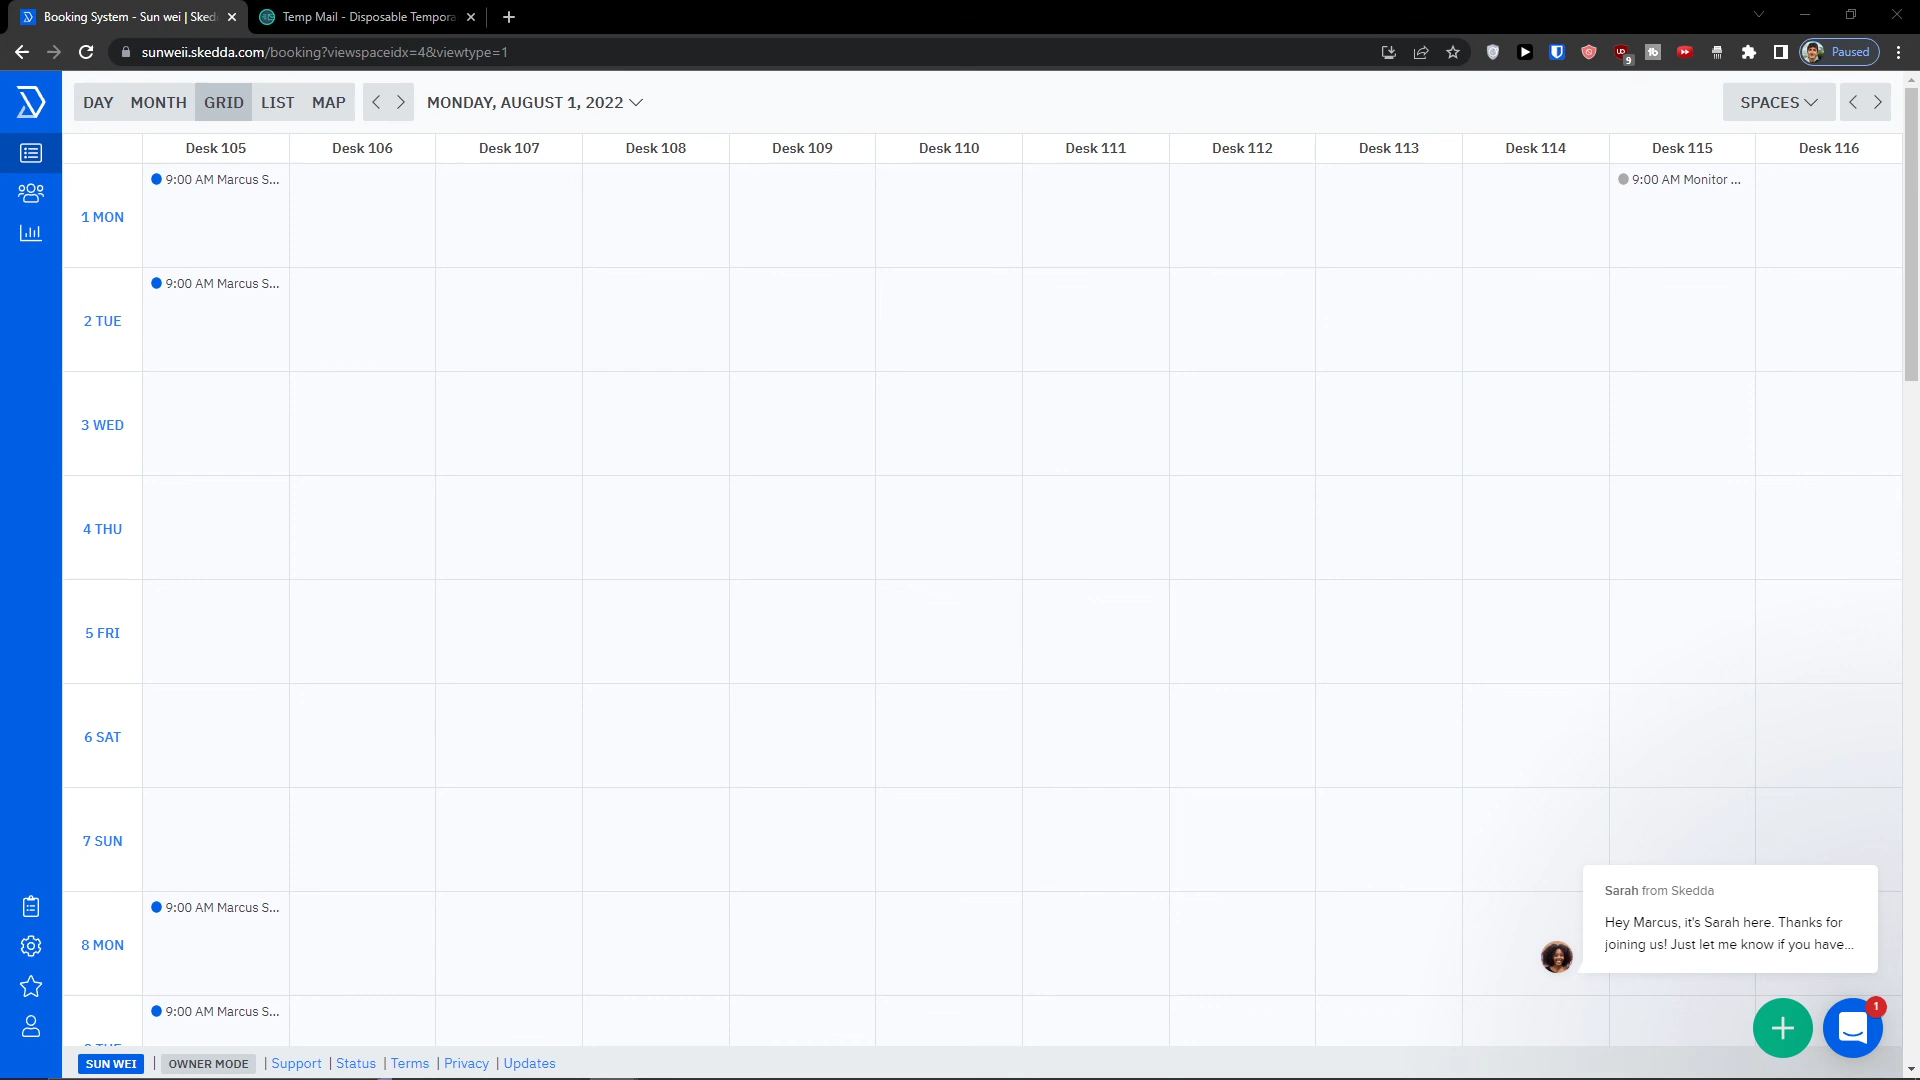 Booking System - Sun wei | Sked
Temp Mail - Disposable Tempora
sunweii.skedda.com/booking?viewspaceidx=4&viewtype=1
9
Paused
DAY MONTH GRID LIST MAP MONDAY, AUGUST 1, 2022 SPACES
Desk 105 Desk 106 Desk 107 Desk 108 Desk 109 Desk 110 Desk 111 Desk 112 Desk 113 Desk 114 Desk 115 Desk 116
9:00 AM Marcus S...
9:00 AM Monitor ...
1 MON
9:00 AM Marcus S...
2 TUE
3 WED
4 THU
5 FRI
6 SAT
7 SUN
9:00 AM Marcus S...
8 MON
9:00 AM Marcus S...
Sarah from Skedda
Hey Marcus, it's Sarah here. Thanks for
joining us! Just let me know if you have...
1
SUN WEI | OWNER MODE | Support | Status | Terms | Privacy | Updates